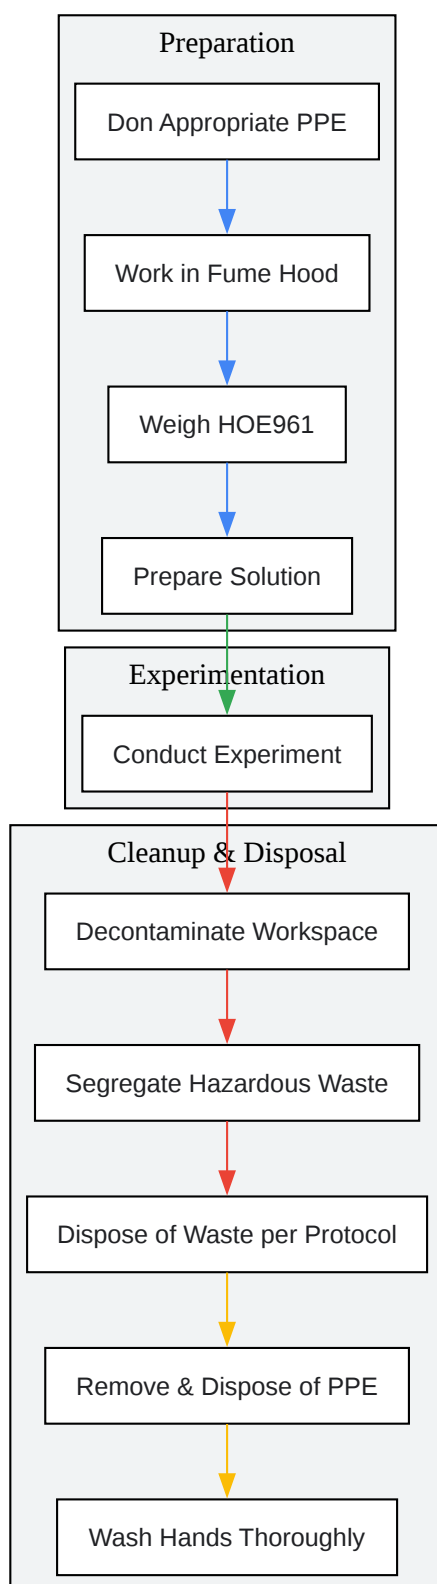 Preparation
Don Appropriate PPE
Work in Fume Hood
Weigh HOE961
Prepare Solution
Experimentation
Conduct Experiment
Cleanup & Disposal
Decontaminate Workspace
Segregate Hazardous Waste
Dispose of Waste per Protocol
Remove & Dispose of PPE
Wash Hands Thoroughly